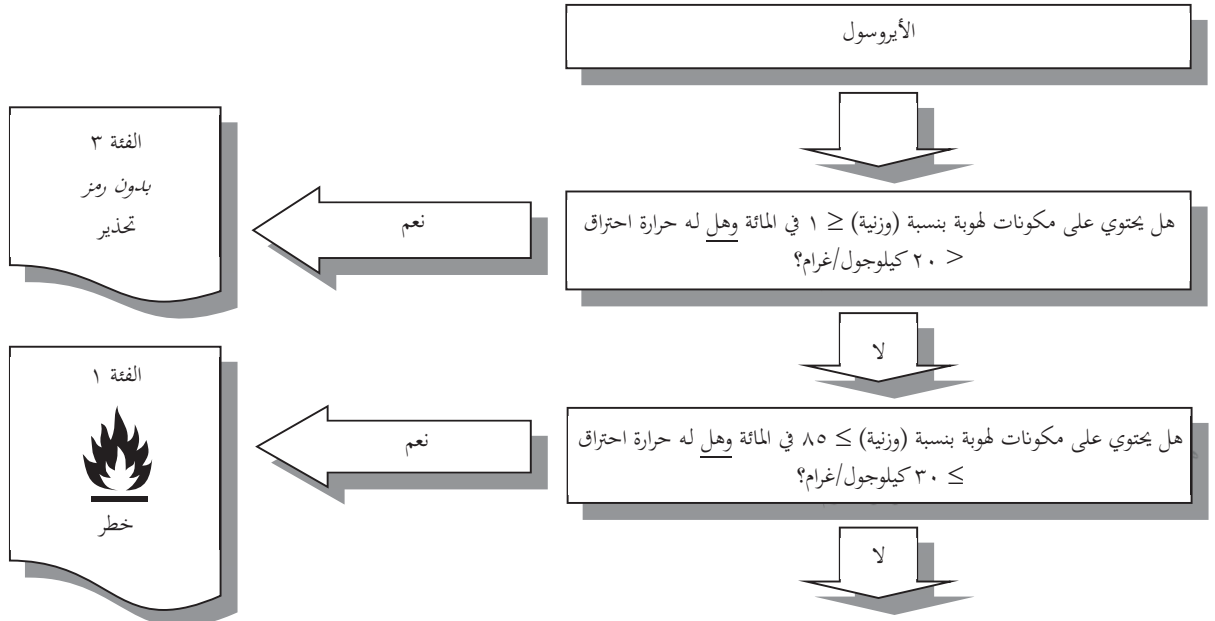 الأيروسول
هل يحتوي على مكونات لهوبة بنسبة (وزنية) ≤ ١ في المائة وهل له حرارة احتراق
< ٢٠ كيلوجول/غرام؟
نعم
الفئة ٣
بدون رمز
تحذير
لا
هل يحتوي على مكونات لهوبة بنسبة (وزنية) ≥ ٨٥ في المائة وهل له حرارة احتراق
≥ ٣٠ كيلوجول/غرام؟
نعم
الفئة ١
خطر
لا